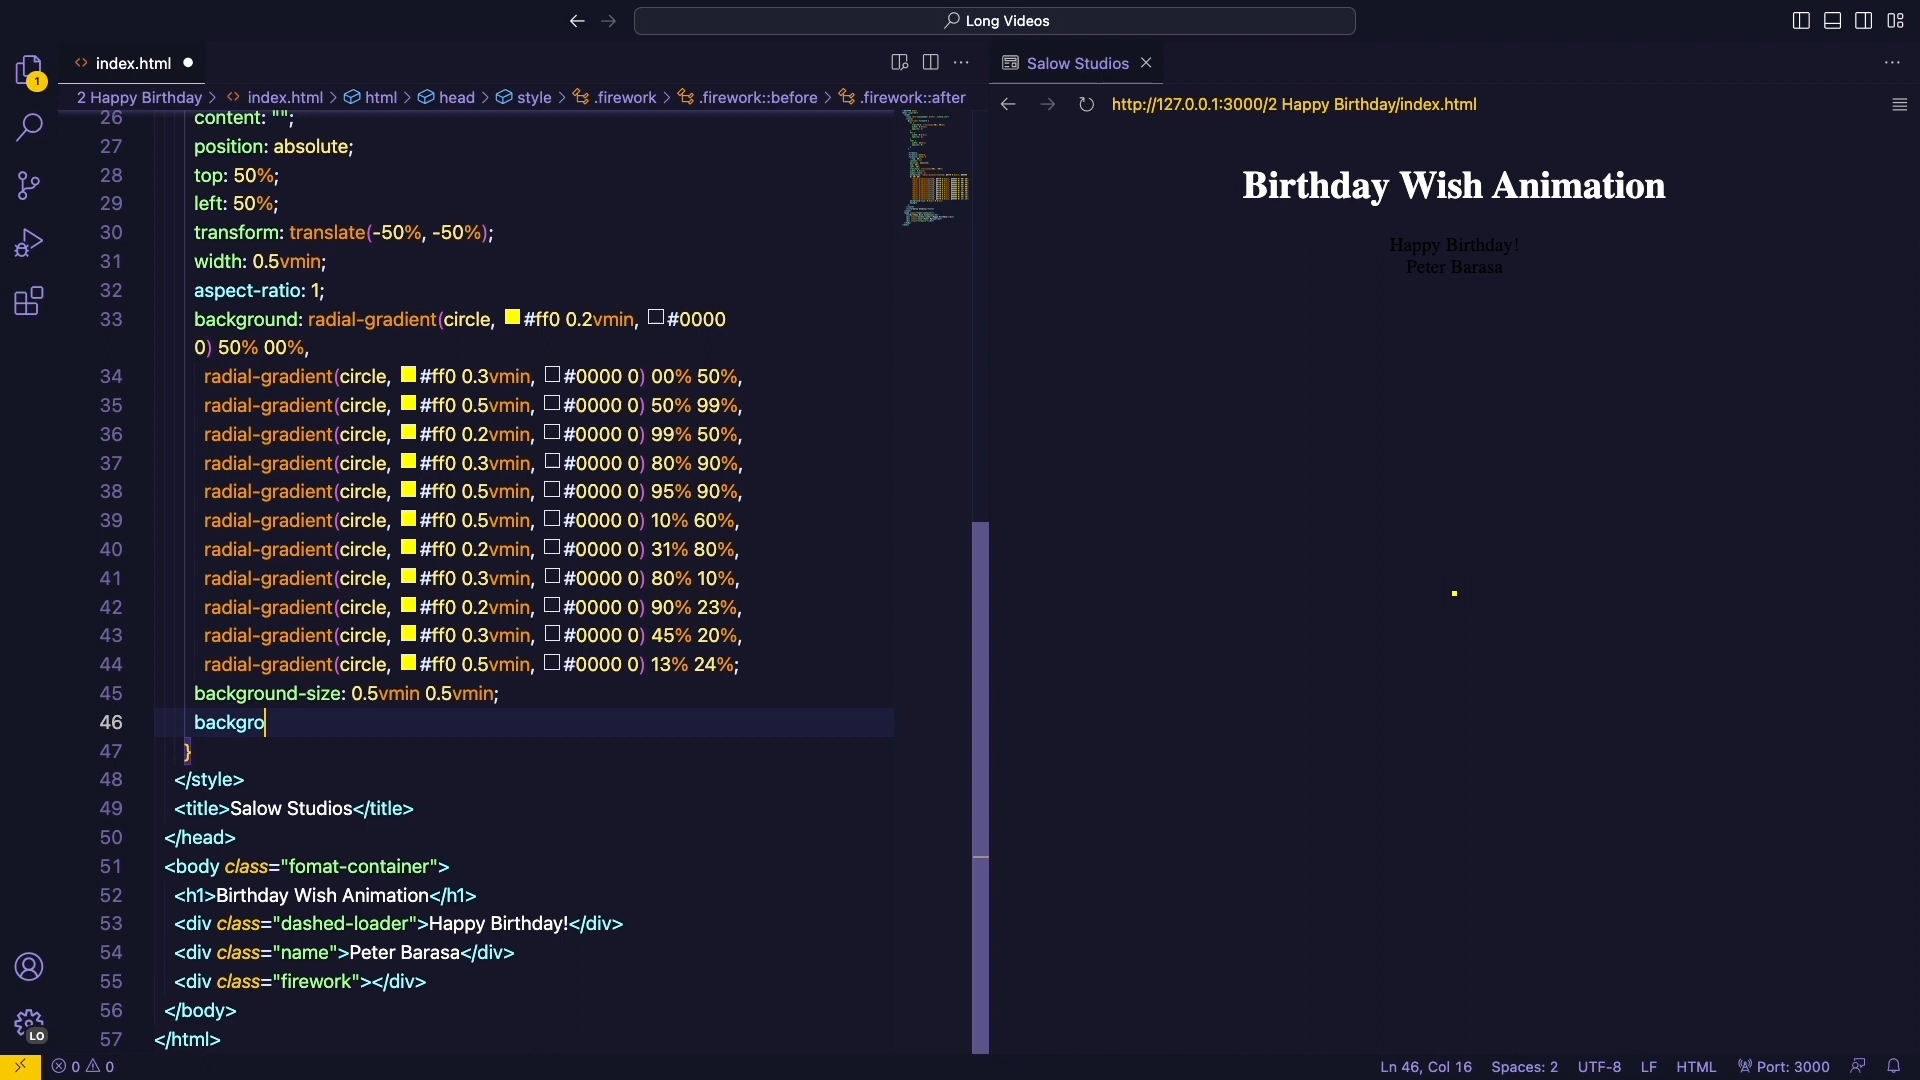 Long Videos
1
index.html
Salow Studios
2 Happy Birthday > index.html > html > head > style > .firework > .firework::before > .firework::after
http://127.0.0.1:3000/2 Happy Birthday/index.html
26 content: "";
27 position: absolute;
28 top: 50%;
29 left: 50%;
30 transform: translate(-50%, -50%);
31 width: 0.5vmin;
32 aspect-ratio: 1;
33 background: radial-gradient(circle, #ff0 0.2vmin, #0000
0) 50% 00%,
34 radial-gradient(circle, #ff0 0.3vmin, #0000 0) 00% 50%,
35 radial-gradient(circle, #ff0 0.5vmin, #0000 0) 50% 99%,
36 radial-gradient(circle, #ff0 0.2vmin, #0000 0) 99% 50%,
37 radial-gradient(circle, #ff0 0.3vmin, #0000 0) 80% 90%,
38 radial-gradient(circle, #ff0 0.5vmin, #0000 0) 95% 90%,
39 radial-gradient(circle, #ff0 0.5vmin, #0000 0) 10% 60%,
40 radial-gradient(circle, #ff0 0.2vmin, #0000 0) 31% 80%,
41 radial-gradient(circle, #ff0 0.3vmin, #0000 0) 80% 10%,
42 radial-gradient(circle, #ff0 0.2vmin, #0000 0) 90% 23%,
43 radial-gradient(circle, #ff0 0.3vmin, #0000 0) 45% 20%,
44 radial-gradient(circle, #ff0 0.5vmin, #0000 0) 13% 24%;
45 background-size: 0.5vmin 0.5vmin;
46 backgro
47 }
48 </style>
49 <title>Salow Studios</title>
50 </head>
51 <body class="fomat-container">
52 <h1>Birthday Wish Animation</h1>
53 <div class="dashed-loader">Happy Birthday!</div>
54 <div class="name">Peter Barasa</div>
55 <div class="firework"></div>
56 </body>
57 </html>
Birthday Wish Animation
Happy Birthday!
Peter Barasa
LO
0 0
Ln 46, Col 16 Spaces: 2 UTF-8 LF HTML Port: 3000